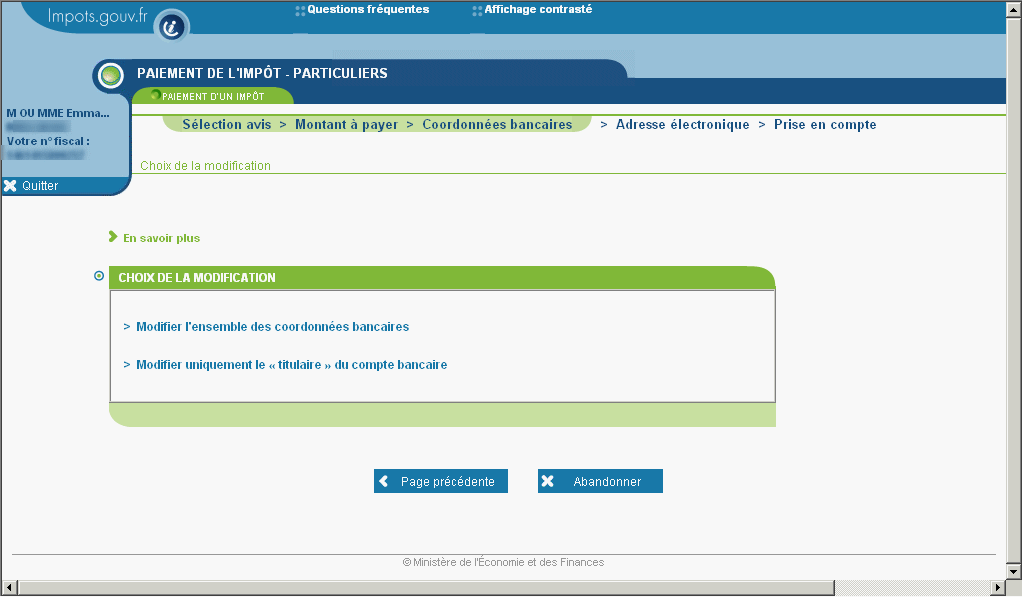 Impots.gouv.fr
Questions fréquentes
Affichage contrasté
PAIEMENT DE L'IMPÔT - PARTICULIERS
PAIEMENT D'UN IMPÔT
M OU MME Emma...
Votre n° fiscal :
Quitter
Sélection avis > Montant à payer > Coordonnées bancaires > Adresse électronique > Prise en compte
Choix de la modification
En savoir plus
CHOIX DE LA MODIFICATION
> Modifier l'ensemble des coordonnées bancaires
> Modifier uniquement le « titulaire » du compte bancaire
Page précédente
Abandonner
© Ministère de l'Économie et des Finances